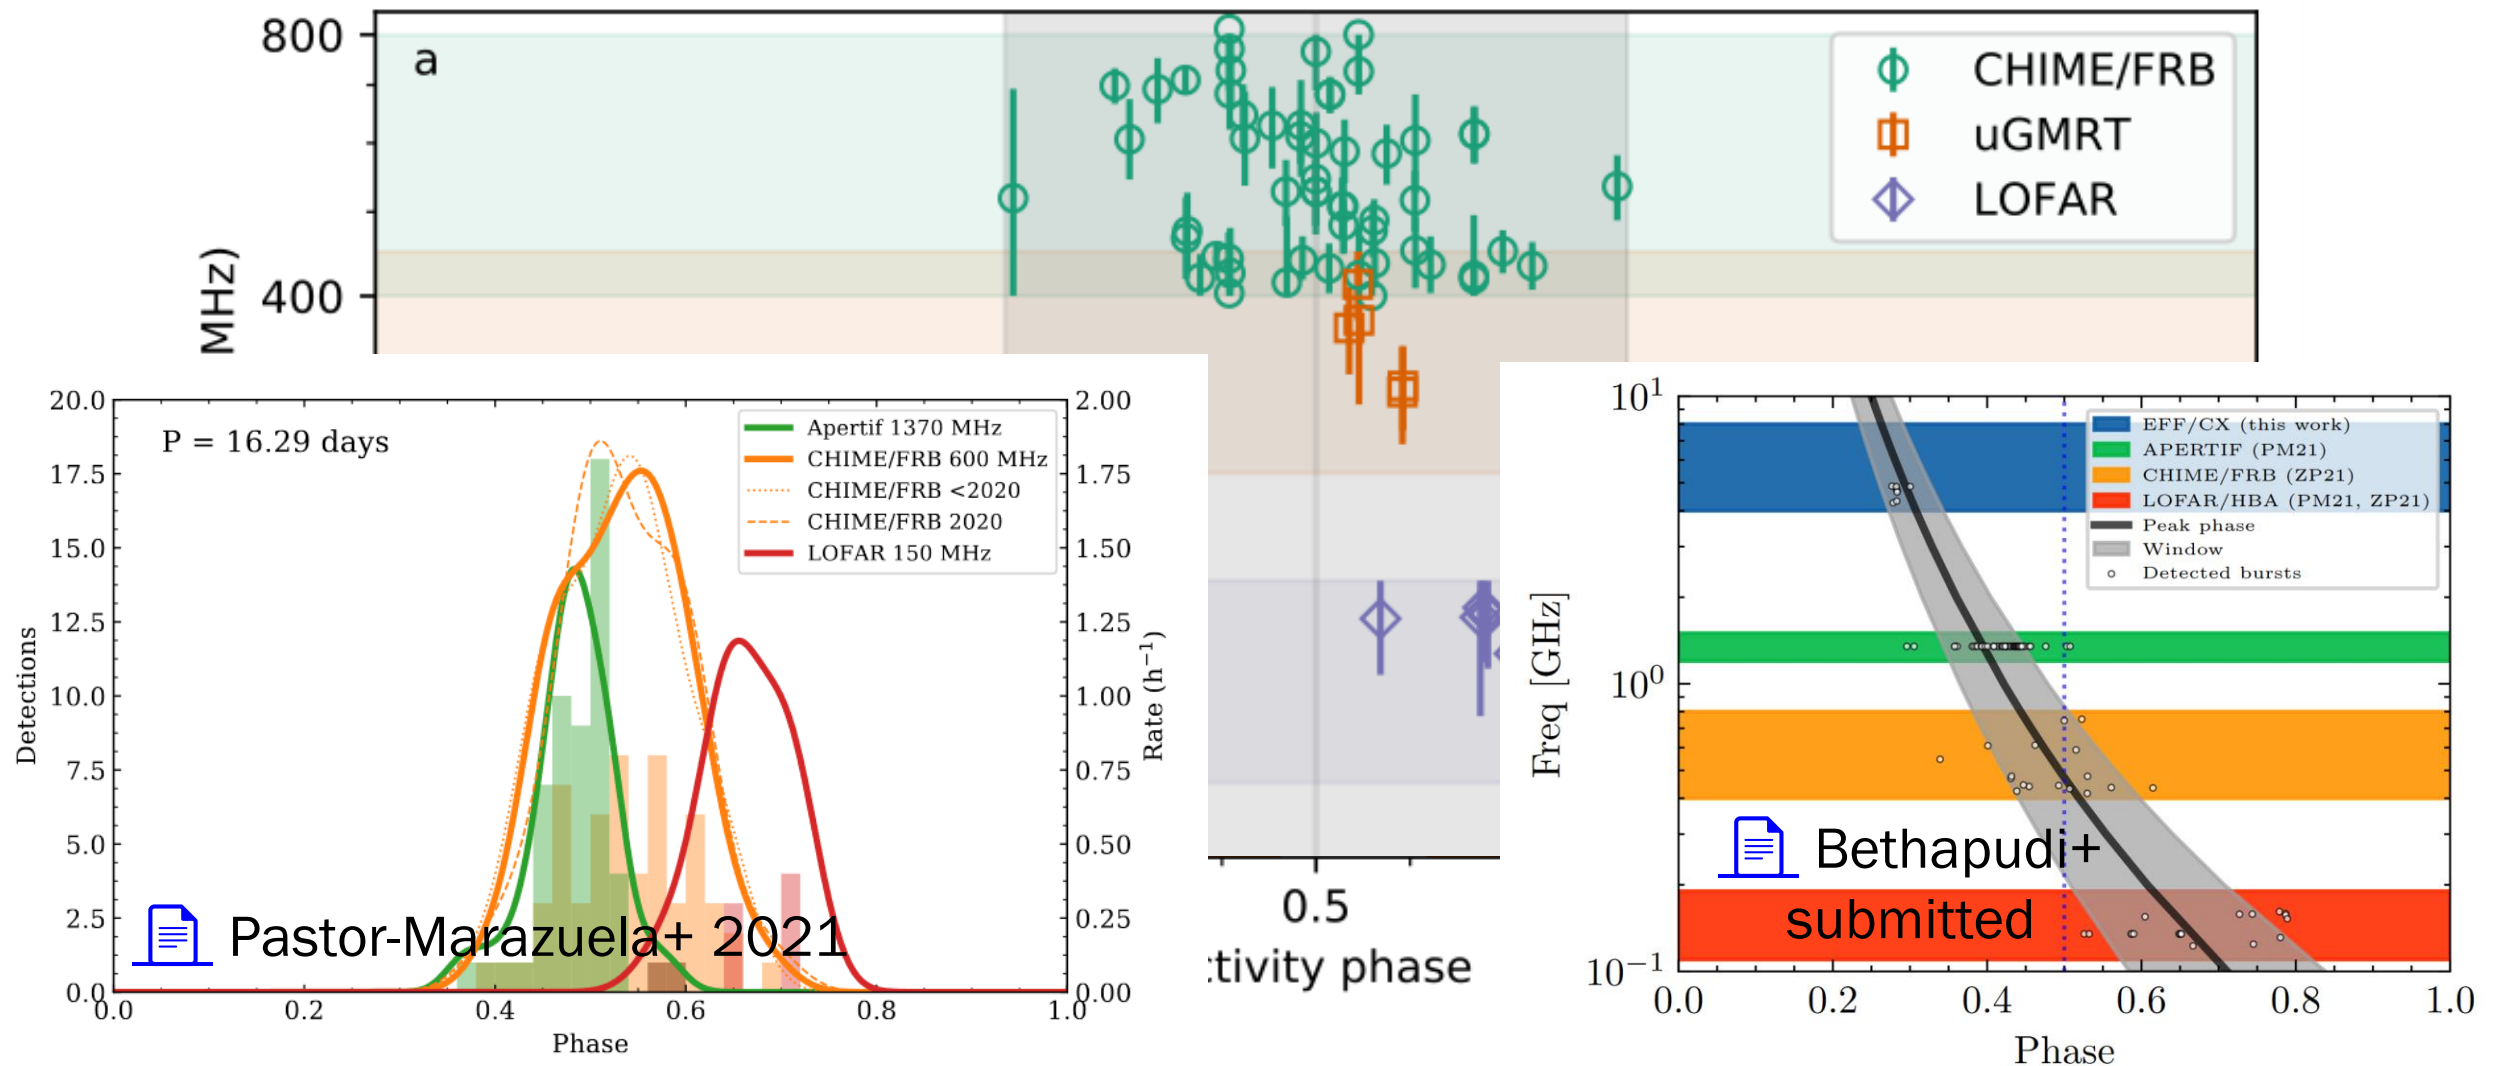 800
400
MHz)
a
CHIME/FRB
uGMRT
LOFAR
0.5
ctivity phase
20.0
17.5
15.0
12.5
10.0
7.5
5.0
2.5
0.0
Detections
P = 16.29 days
Apertif 1370 MHz
CHIME/FRB 600 MHz
CHIME/FRB <2020
CHIME/FRB 2020
LOFAR 150 MHz
2.00
1.75
1.50
1.25
1.00
0.75
0.50
0.25
0.00
Rate (h⁻¹)
Pastor-Marazuela+ 2021
0.0 0.2 0.4 0.6 0.8 1.0
Phase
10¹
10⁰
10⁻¹
Freq [GHz]
EFF/CX (this work)
APERTIF (PM21)
CHIME/FRB (ZP21)
LOFAR/HBA (PM21, ZP21)
Peak phase
Window
Detected bursts
Bethapudi+
submitted
0.0 0.2 0.4 0.6 0.8 1.0
Phase